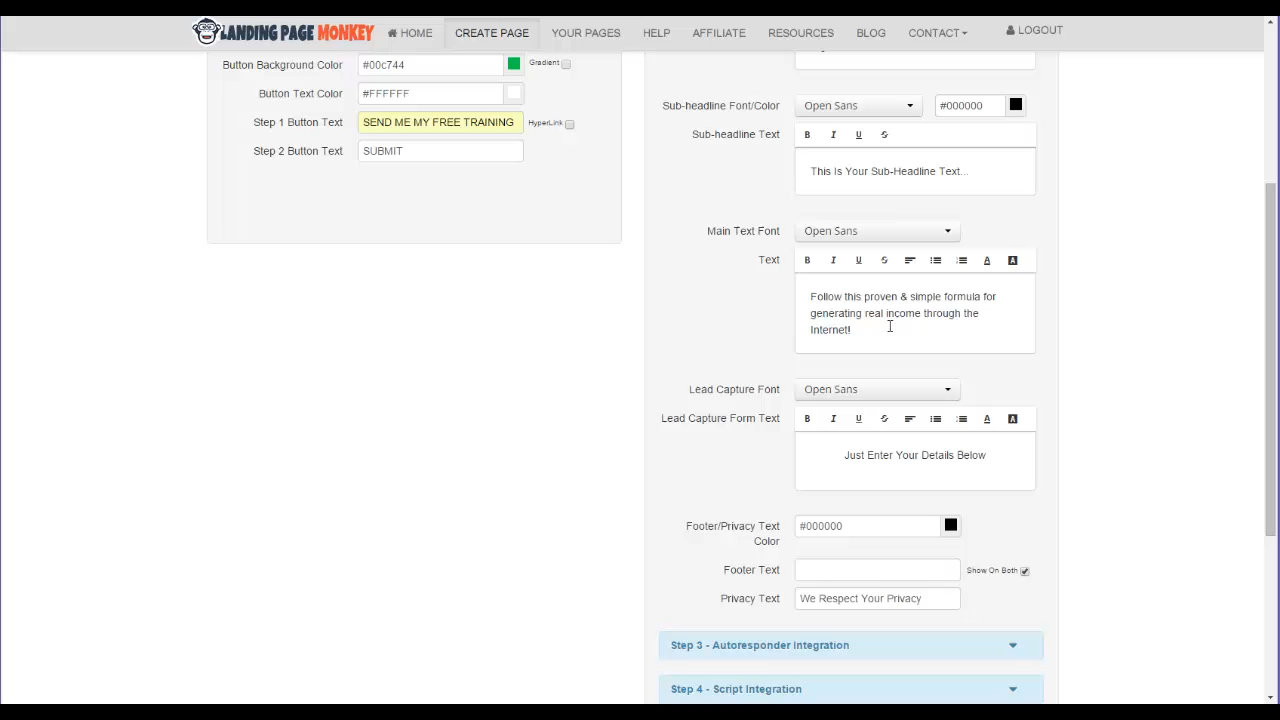 LANDING PAGE MONKEY
HOME
CREATE PAGE
YOUR PAGES
HELP
AFFILIATE
RESOURCES
BLOG
CONTACT
LOGOUT
Button Background Color
#00c744
Gradient
Button Text Color
#FFFFFF
Step 1 Button Text
SEND ME MY FREE TRAINING
HyperLink
Step 2 Button Text
SUBMIT
Sub-headline Font/Color
Open Sans
#000000
Sub-headline Text
B I U S
This Is Your Sub-Headline Text...
Main Text Font
Open Sans
Text
B I U S A A
Follow this proven & simple formula for
generating real income through the
Internet!
Lead Capture Font
Open Sans
Lead Capture Form Text
B I U S A A
Just Enter Your Details Below
Footer/Privacy Text
Color
#000000
Footer Text
Show On Both
Privacy Text
We Respect Your Privacy
Step 3 - Autoresponder Integration
Step 4 - Script Integration